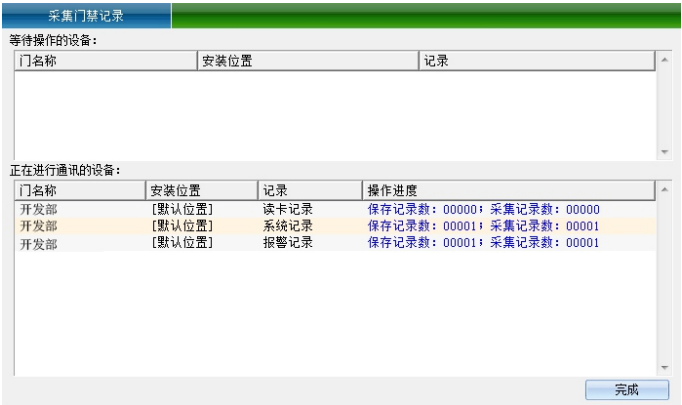 采集门禁记录
等待操作的设备：
门名称 安装位置 记录
正在进行通讯的设备：
门名称 安装位置 记录 操作进度
开发部 [默认位置] 读卡记录 保存记录数：00000；采集记录数：00000
开发部 [默认位置] 系统记录 保存记录数：00001；采集记录数：00001
开发部 [默认位置] 报警记录 保存记录数：00001；采集记录数：00001
完成